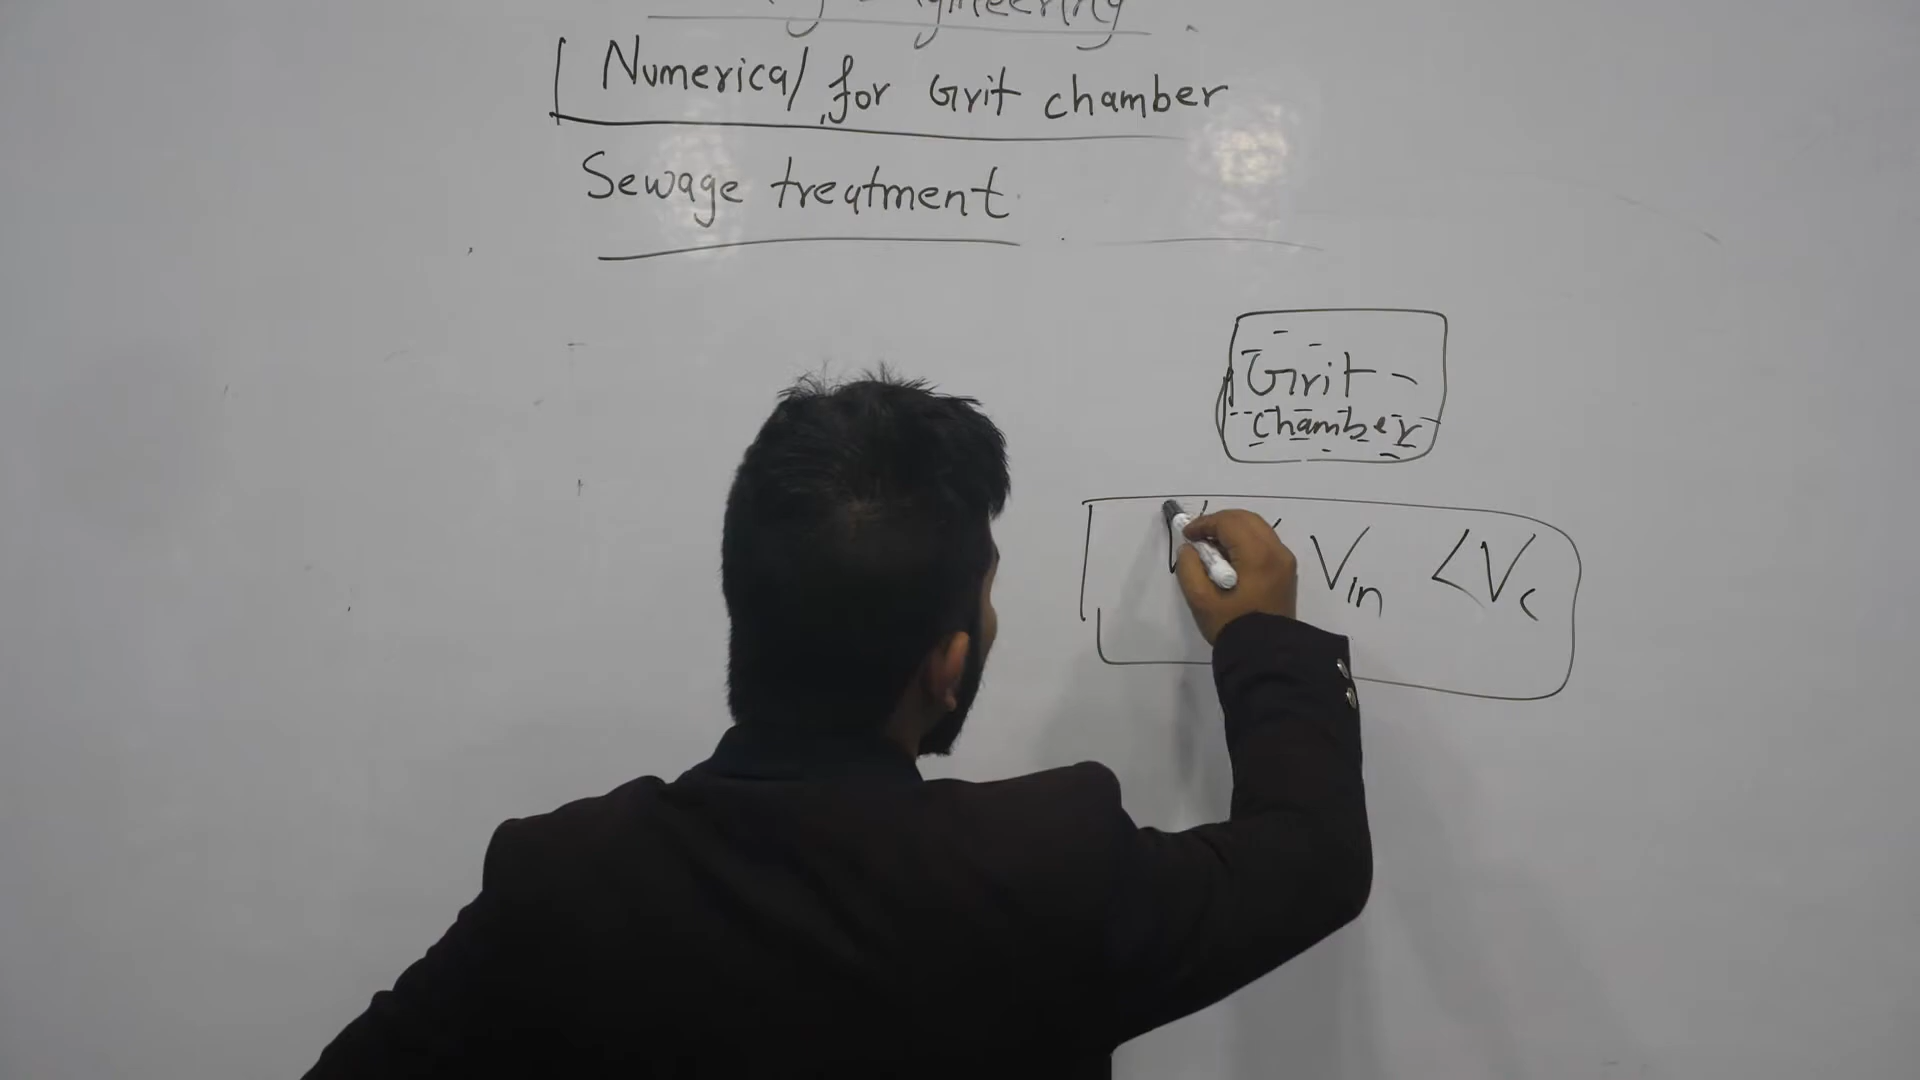 Numerical for Grit chamber
Sewage treatment
Grit
chamber
Vin < Vc